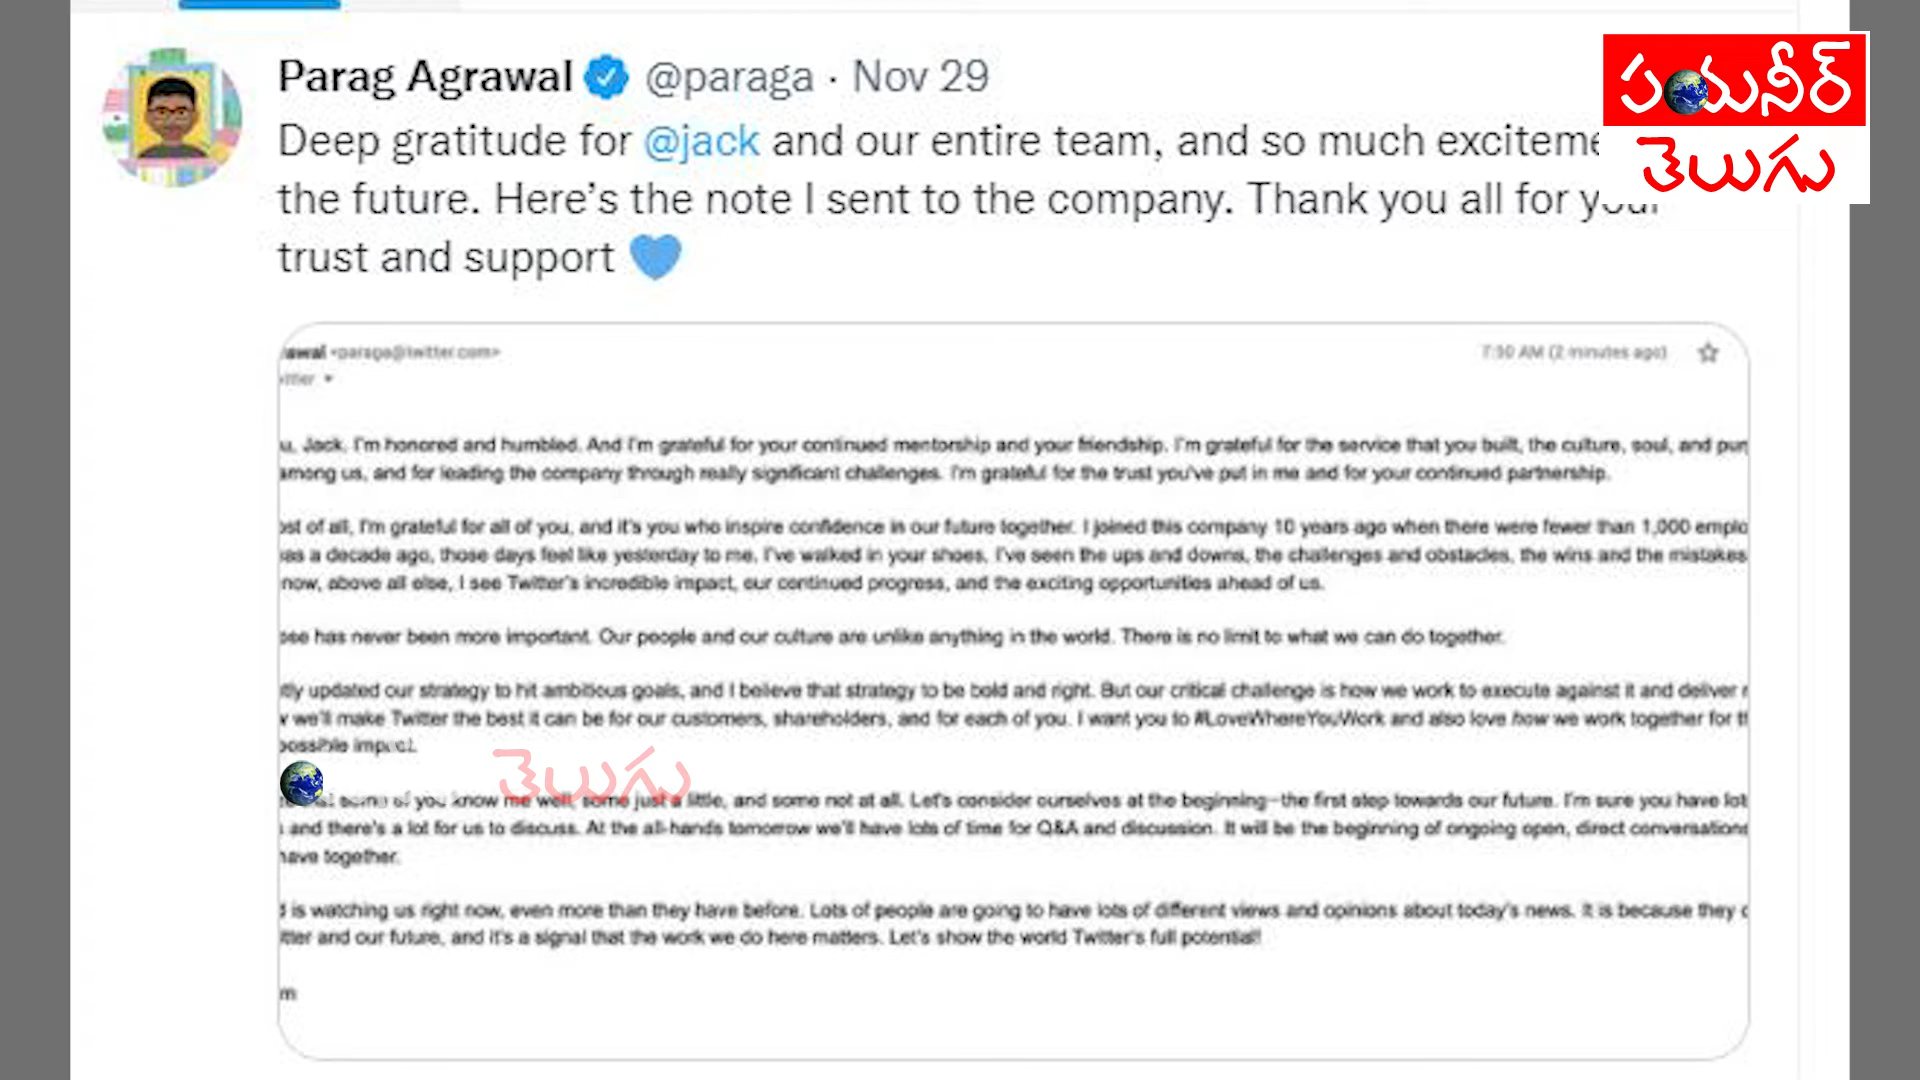 Parag Agrawal @paraga · Nov 29
Deep gratitude for @jack and our entire team, and so much exciteme
the future. Here’s the note I sent to the company. Thank you all for your
trust and support 💙
తెలుగు
<paraga@twitter.com>
7:30 AM (2 minutes ago)
u, Jack. I'm honored and humbled. And I'm grateful for your continued mentorship and your friendship. I'm grateful for the service that you built, the culture, soul, and
among us, and for leading the company through really significant challenges. I'm grateful for the trust you've put in me and for your continued partnership.
of all, I'm grateful for all of you, and it's you who inspire confidence in our future together. I joined this company 10 years ago when there were fewer than 1,000 emplo
a decade ago, those days feel like yesterday to me. I've walked in your shoes, I've seen the ups and downs, the challenges and obstacles, the wins and the mistakes
now, above all else, I see Twitter's incredible impact, our continued progress, and the exciting opportunities ahead of us.
has never been more important. Our people and our culture are unlike anything in the world. There is no limit to what we can do together.
tly updated our strategy to hit ambitious goals, and I believe that strategy to be bold and right. But our critical challenge is how we work to execute against it and deliver
we'll make Twitter the best it can be for our customers, shareholders, and for each of you. I want you to #LoveWhereYouWork and also love how we work together for
possible impact.
తెలుగు
some of you know me well, some just a little, and some not at all. Let's consider ourselves at the beginning – the first step towards our future. I'm sure you have lot
and there's a lot for us to discuss. At the all-hands tomorrow we'll have lots of time for Q&A and discussion. It will be the beginning of ongoing open, direct conversations
have together.
is watching us right now, even more than they have before. Lots of people are going to have lots of different views and opinions about today's news. It is because they
tter and our future, and it's a signal that the work we do here matters. Let's show the world Twitter's full potential!
m